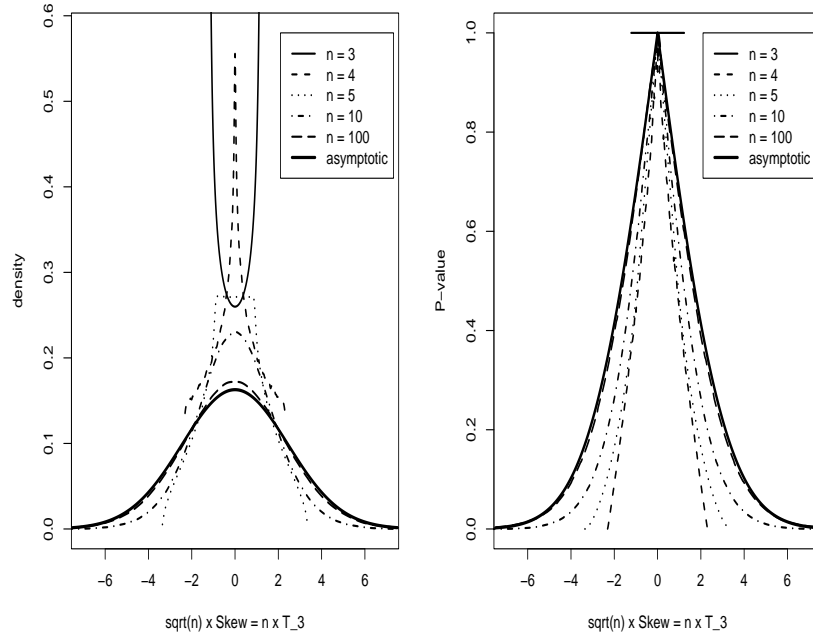 0.0 0.1 0.2 0.3 0.4 0.5 0.6
density
n = 3
n = 4
n = 5
n = 10
n = 100
asymptotic
−6 −4 −2 0 2 4 6
sqrt(n) x Skew = n x T_3
0.0 0.2 0.4 0.6 0.8 1.0
P−value
n = 3
n = 4
n = 5
n = 10
n = 100
asymptotic
−6 −4 −2 0 2 4 6
sqrt(n) x Skew = n x T_3